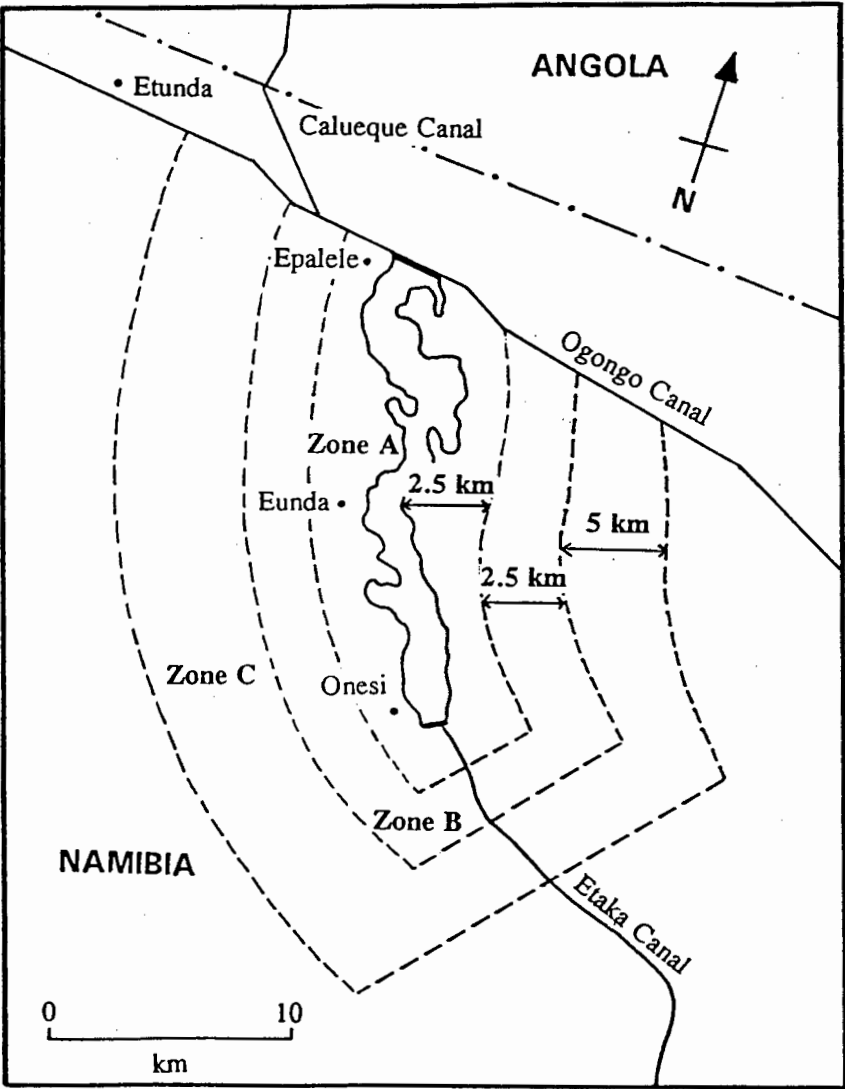 ANGOLA
Etunda
Calueque Canal
N
Epalele
Ogongo Canal
Zone A
2.5 km
Eunda
5 km
2.5 km
Zone C
Onesi
Zone B
NAMIBIA
Etaka Canal
0 10
km